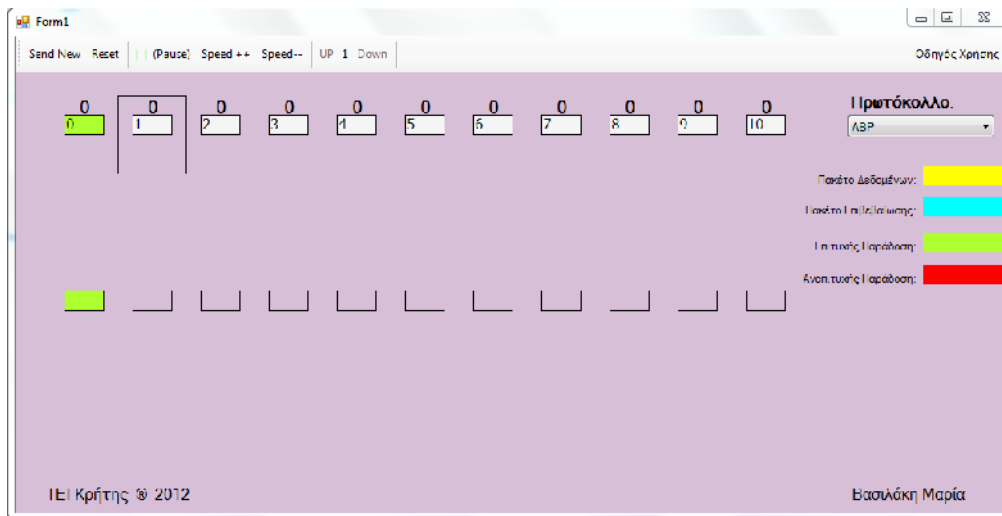 Form1
Send New Reset (Pause) Speed ++ Speed-- UP 1 Down Οδηγός Χρησης
0 0 0 0 0 0 0 0 0 0 0
0 1 2 3 4 5 6 7 8 9 10
Πρωτόκολλο.
ABP
Πακέτο Δεδομένων:
Πακέτο Επιβεβαίωσης:
Επιτυχής Παράδοση:
Ανεπιτυχής Παράδοση:
ΤΕΙ Κρήτης ® 2012 Βασιλάκη Μαρία